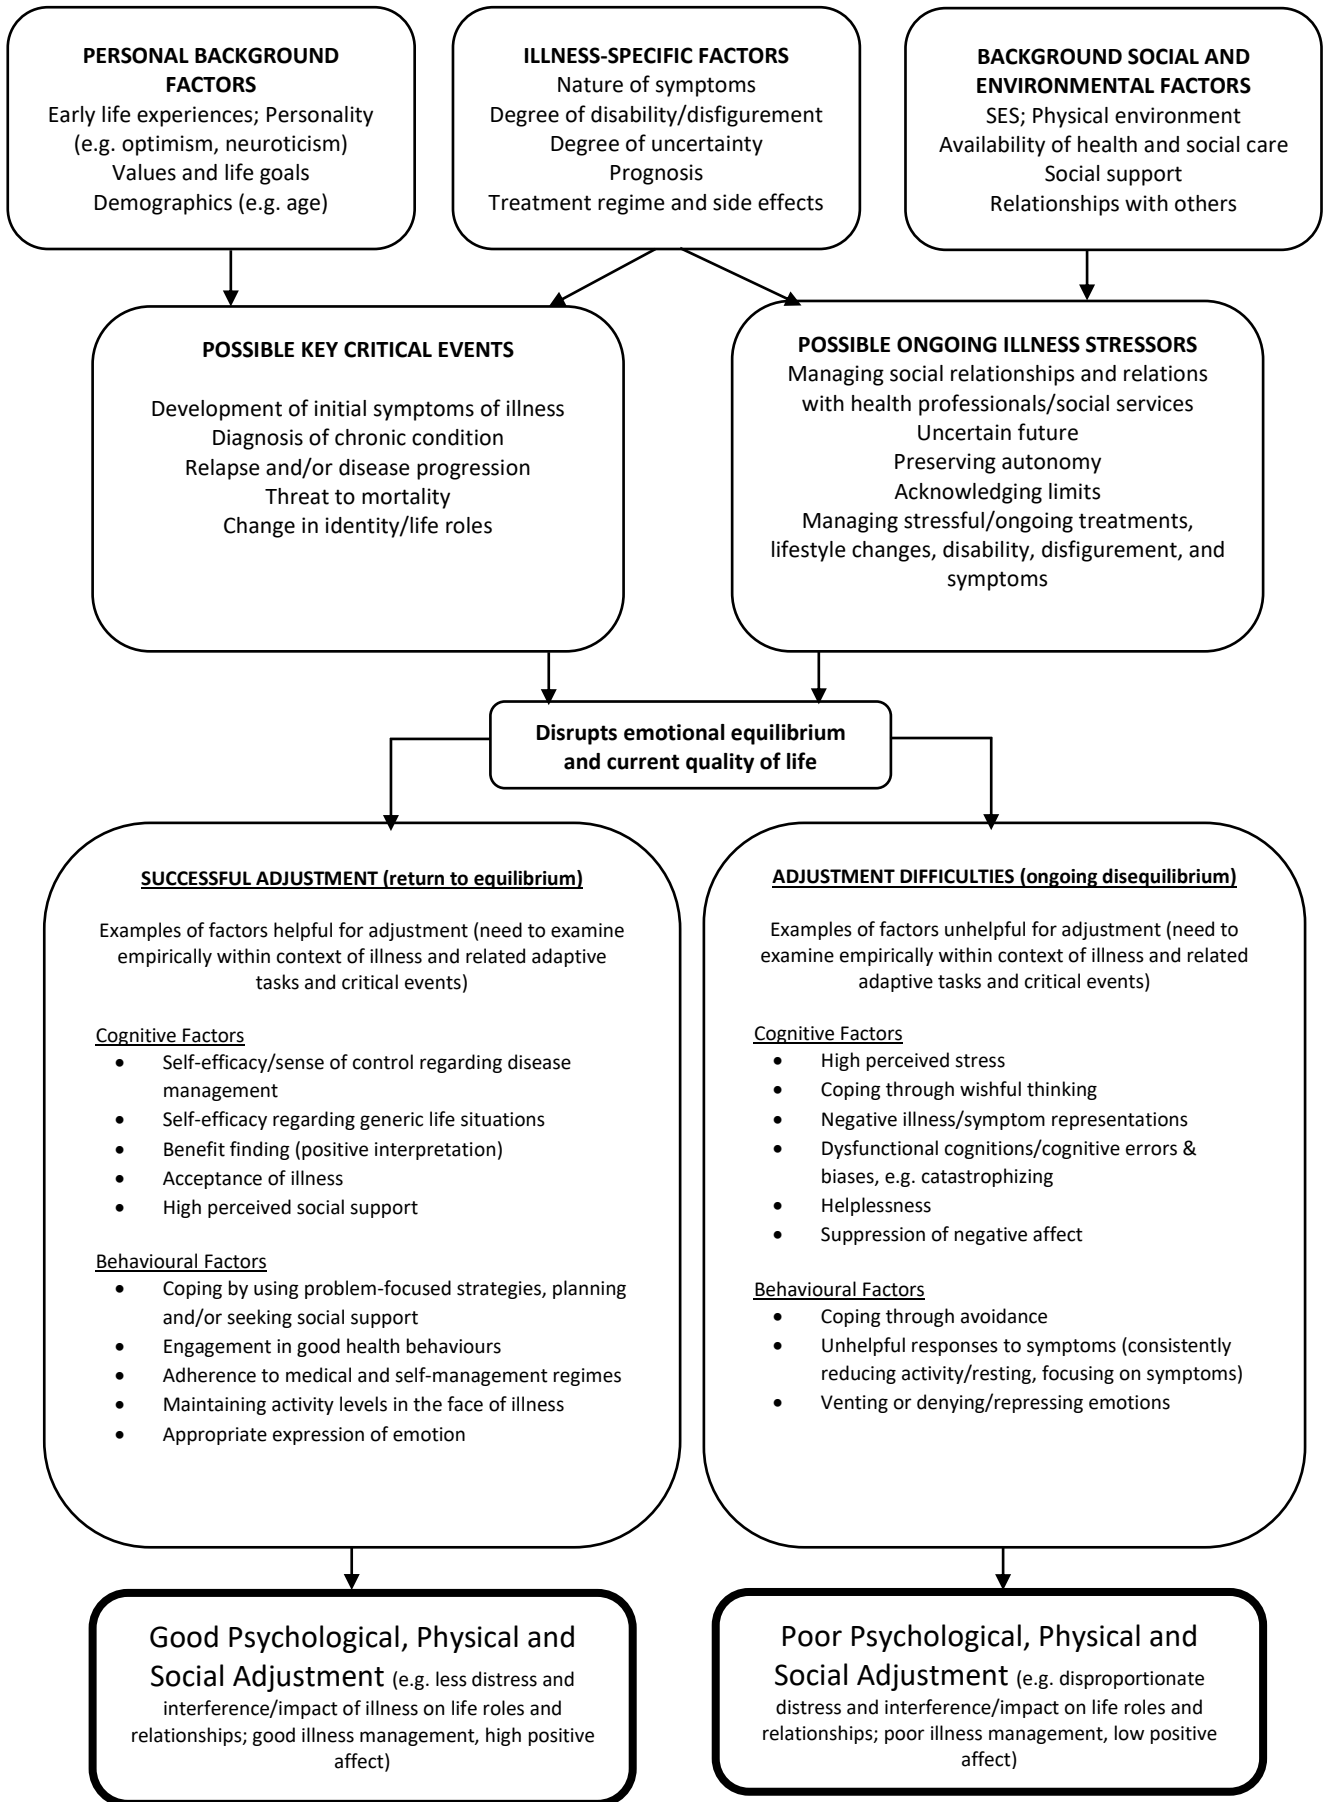 PERSONAL BACKGROUND
FACTORS
Early life experiences; Personality
(e.g. optimism, neuroticism)
Values and life goals
Demographics (e.g. age)
ILLNESS-SPECIFIC FACTORS
Nature of symptoms
Degree of disability/disfigurement
Degree of uncertainty
Prognosis
Treatment regime and side effects
BACKGROUND SOCIAL AND
ENVIRONMENTAL FACTORS
SES; Physical environment
Availability of health and social care
Social support
Relationships with others
POSSIBLE KEY CRITICAL EVENTS
Development of initial symptoms of illness
Diagnosis of chronic condition
Relapse and/or disease progression
Threat to mortality
Change in identity/life roles
POSSIBLE ONGOING ILLNESS STRESSORS
Managing social relationships and relations
with health professionals/social services
Uncertain future
Preserving autonomy
Acknowledging limits
Managing stressful/ongoing treatments,
lifestyle changes, disability, disfigurement, and
symptoms
Disrupts emotional equilibrium
and current quality of life
SUCCESSFUL ADJUSTMENT (return to equilibrium)
Examples of factors helpful for adjustment (need to examine
empirically within context of illness and related adaptive
tasks and critical events)
Cognitive Factors
• Self-efficacy/sense of control regarding disease
management
• Self-efficacy regarding generic life situations
• Benefit finding (positive interpretation)
• Acceptance of illness
• High perceived social support
Behavioural Factors
• Coping by using problem-focused strategies, planning
and/or seeking social support
• Engagement in good health behaviours
• Adherence to medical and self-management regimes
• Maintaining activity levels in the face of illness
• Appropriate expression of emotion
ADJUSTMENT DIFFICULTIES (ongoing disequilibrium)
Examples of factors unhelpful for adjustment (need to
examine empirically within context of illness and related
adaptive tasks and critical events)
Cognitive Factors
• High perceived stress
• Coping through wishful thinking
• Negative illness/symptom representations
• Dysfunctional cognitions/cognitive errors &
biases, e.g. catastrophizing
• Helplessness
• Suppression of negative affect
Behavioural Factors
• Coping through avoidance
• Unhelpful responses to symptoms (consistently
reducing activity/resting, focusing on symptoms)
• Venting or denying/repressing emotions
Good Psychological, Physical and
Social Adjustment (e.g. less distress and
interference/impact of illness on life roles and
relationships; good illness management, high positive
affect)
Poor Psychological, Physical and
Social Adjustment (e.g. disproportionate
distress and interference/impact on life roles and
relationships; poor illness management, low positive
affect)